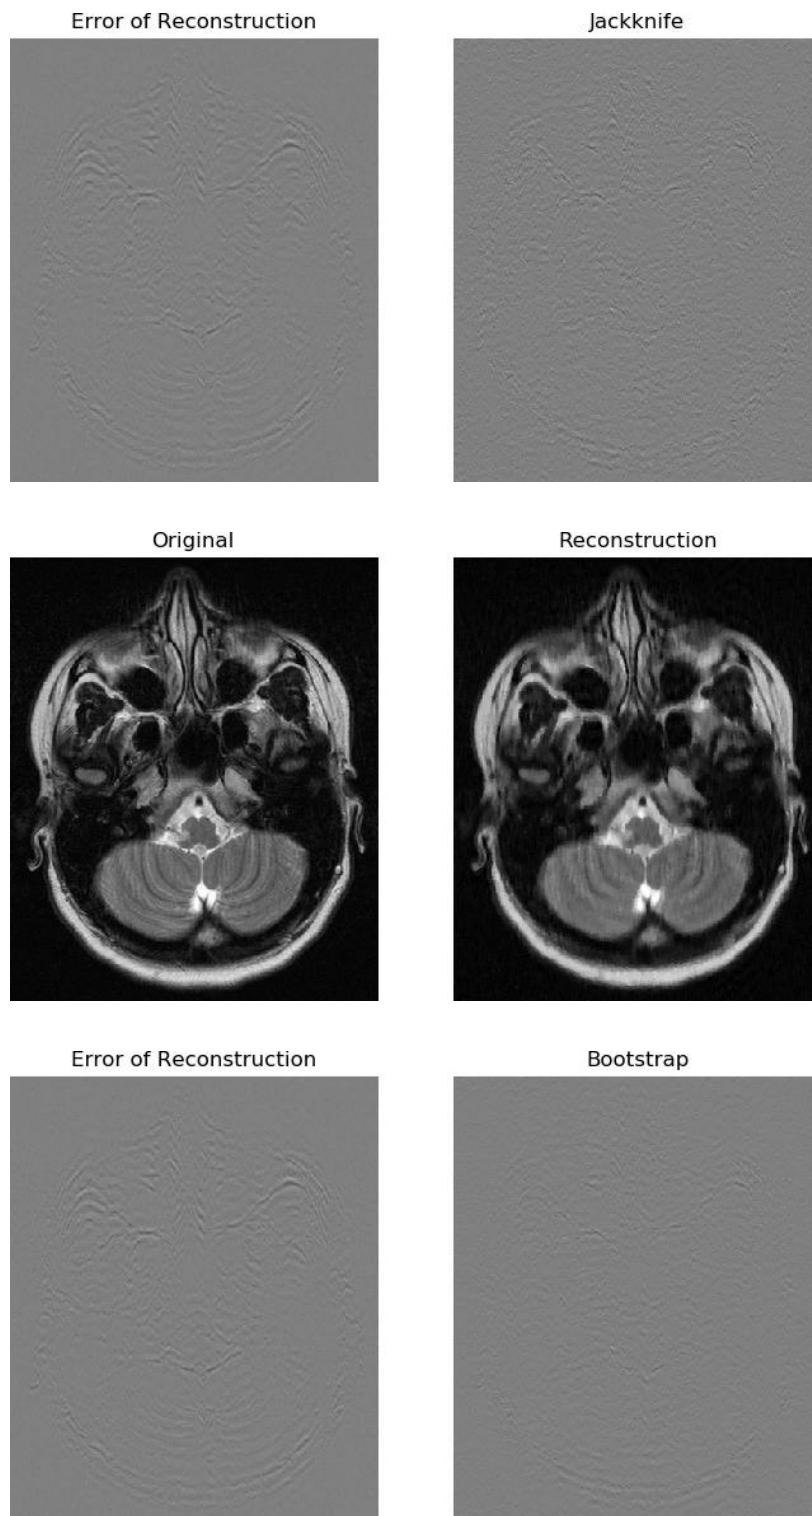 Error of Reconstruction
Jackknife
Original
Reconstruction
Error of Reconstruction
Bootstrap